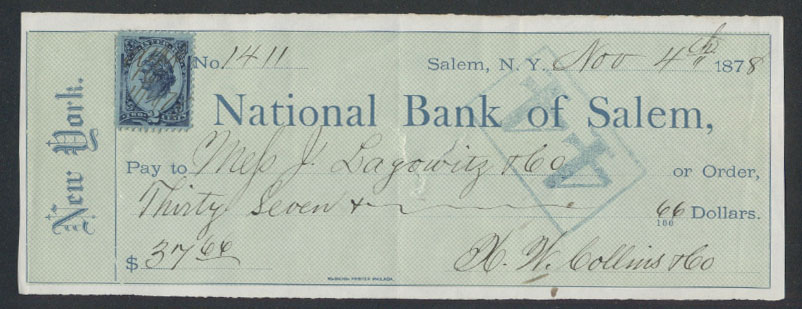 New York.
No. 1411 Salem, N. Y. Nov 4th 1878
National Bank of Salem,
Pay to Mess J. Lagowitz & Co or Order,
Thirty Seven & 66/100 Dollars.
$ 37 66
H. W. Collins & Co